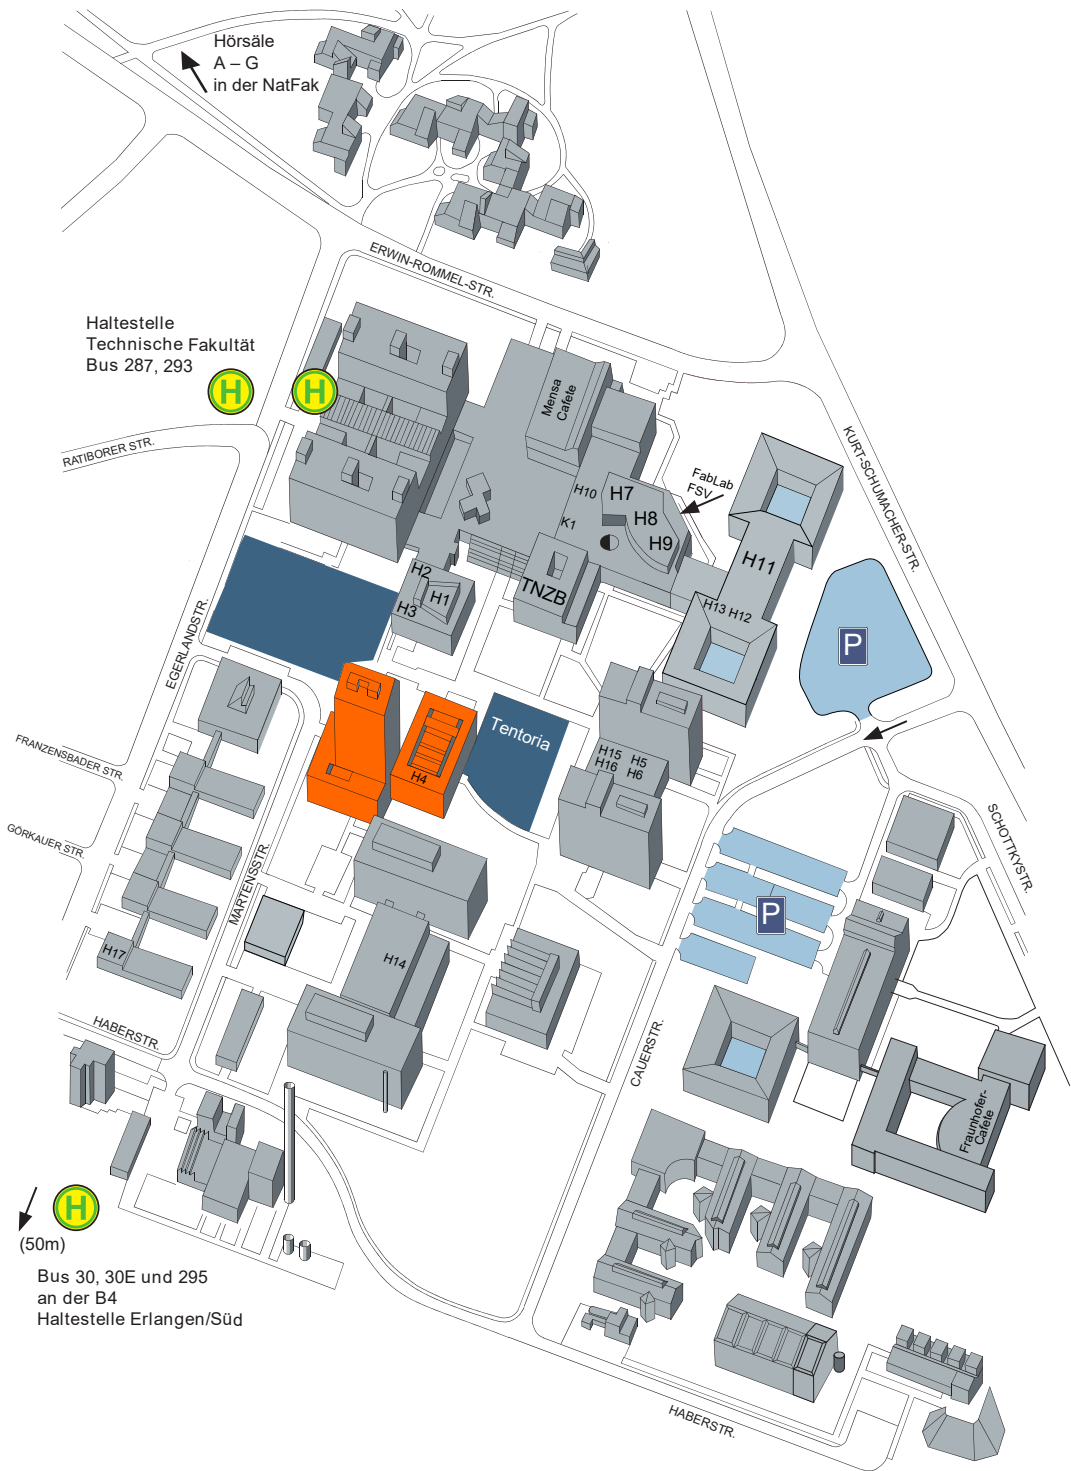 Hörsäle
A – G
in der NatFak
ERWIN-ROMMEL-STR.
Haltestelle
Technische Fakultät
Bus 287, 293
H
H
Mensa
Cafete
KURT-SCHUMACHER-STR.
RATIBORER STR.
FabLab
FSV
H10
H7
H8
H9
K1
H11
H2
H1
H3
TNZB
H13 H12
P
EGERLANDSTR.
Tentoria
H4
H15
H16
H5
H6
FRANZENSBADER STR.
GÖRKAUER STR.
SCHOTTKYSTR.
MARTENSSTR.
P
H17
H14
HABERSTR.
CAUERSTR.
Fraunhofer-
Cafete
H
(50m)
Bus 30, 30E und 295
an der B4
Haltestelle Erlangen/Süd
HABERSTR.